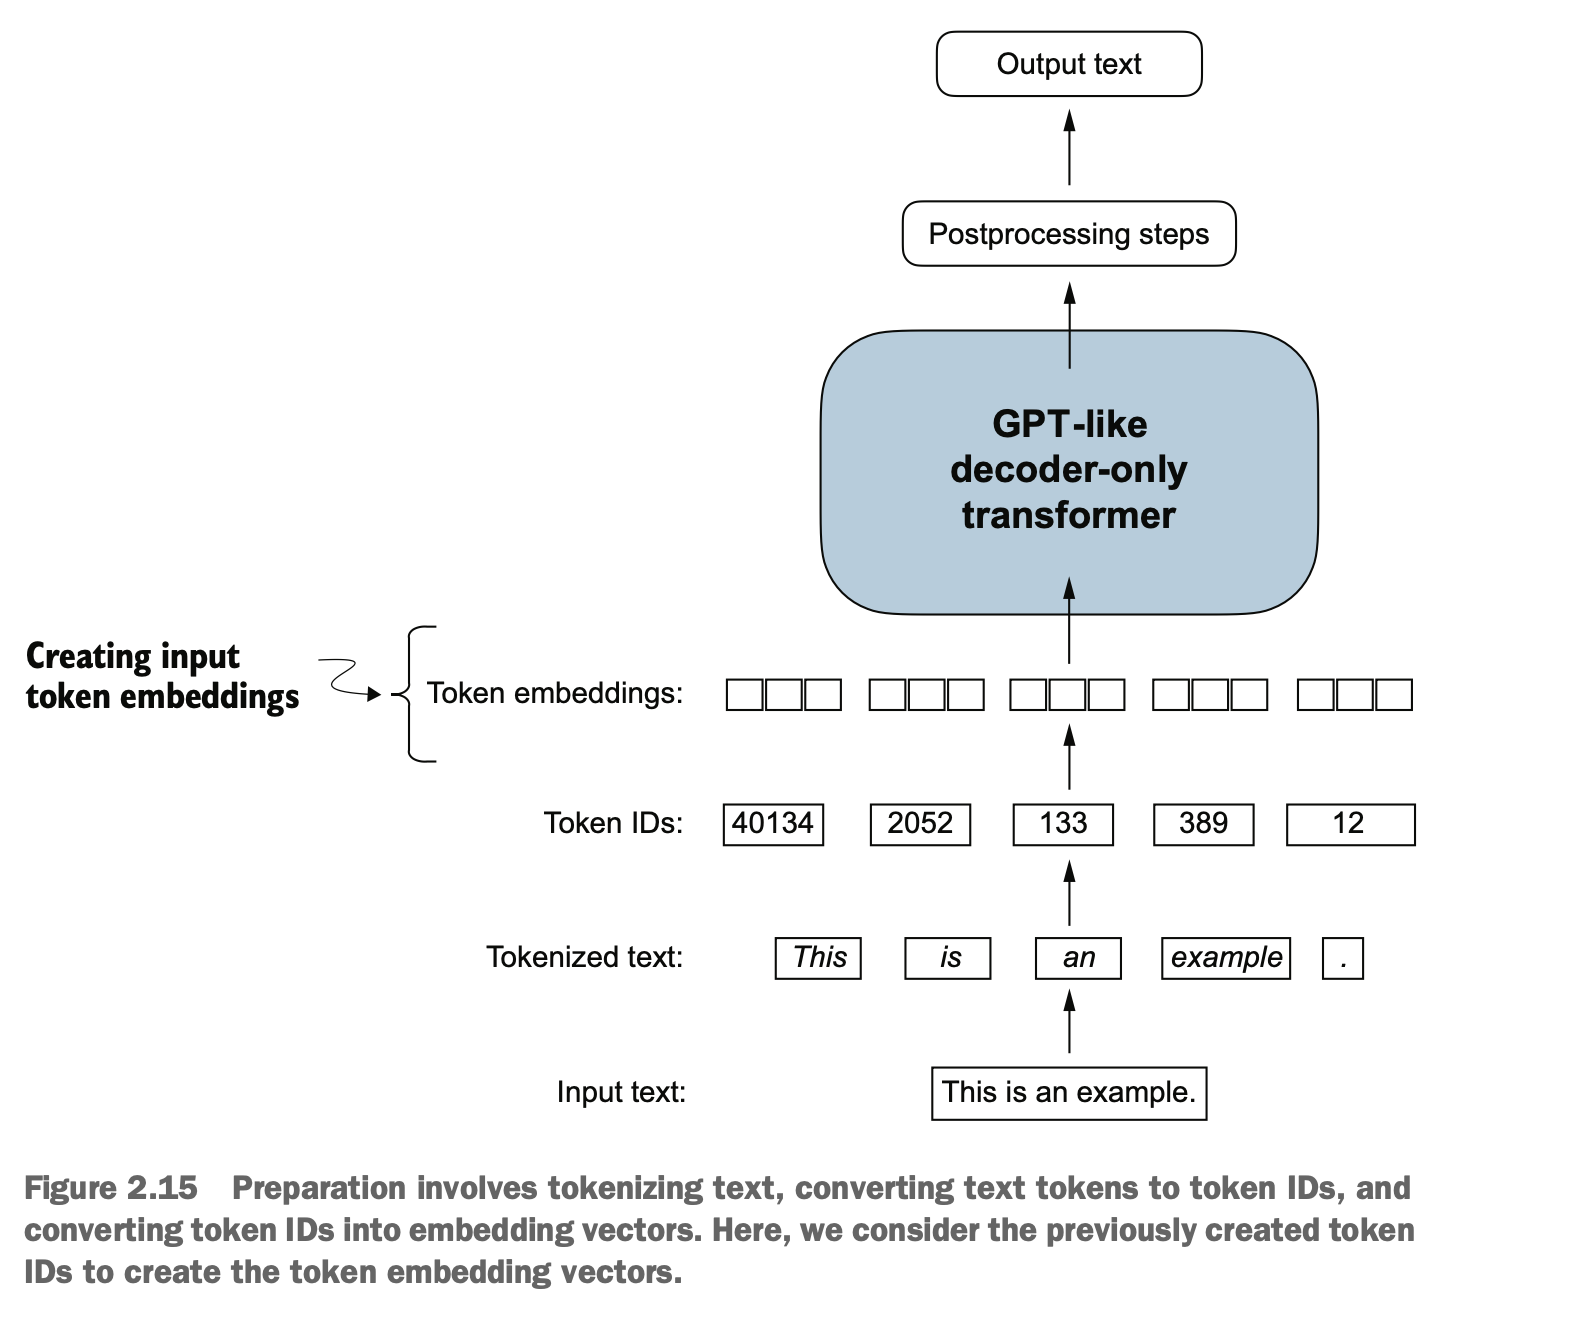 Output text
Postprocessing steps
GPT-like
decoder-only
transformer
Creating input
token embeddings
Token embeddings:
Token IDs: 40134 2052 133 389 12
Tokenized text: This is an example .
Input text: This is an example.
Figure 2.15 Preparation involves tokenizing text, converting text tokens to token IDs, and
converting token IDs into embedding vectors. Here, we consider the previously created token
IDs to create the token embedding vectors.